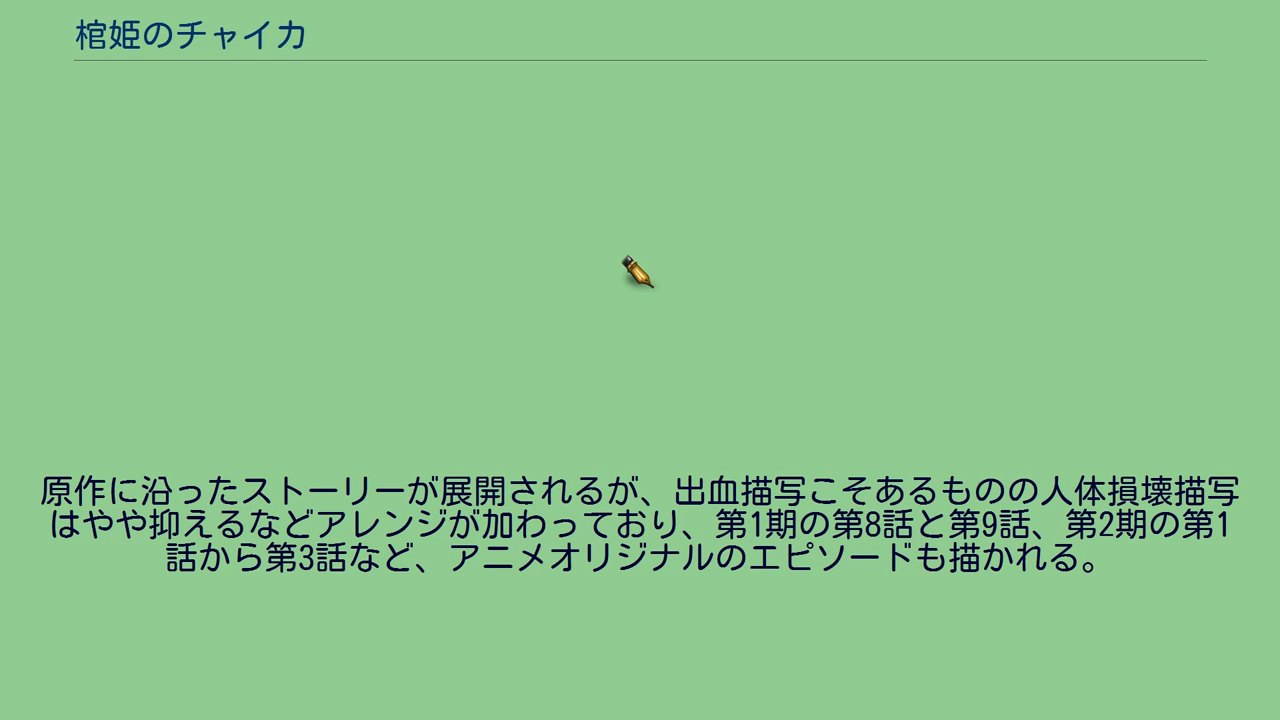 棺姫のチャイカ
原作に沿ったストーリーが展開されるが、出血描写こそあるものの人体損壊描写
はやや抑えるなどアレンジが加わっており、第1期の第8話と第9話、第2期の第1
話から第3話など、アニメオリジナルのエピソードも描かれる。